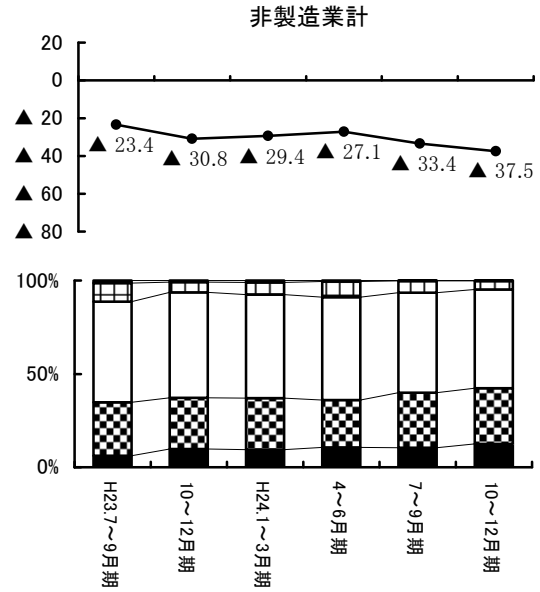 非製造業計
20
0
▲ 20
▲ 40
▲ 60
▲ 80
▲ 23.4
▲ 30.8
▲ 29.4
▲ 27.1
▲ 33.4
▲ 37.5
100%
50%
0%
H23.7～9月期
10～12月期
H24.1～3月期
4～6月期
7～9月期
10～12月期